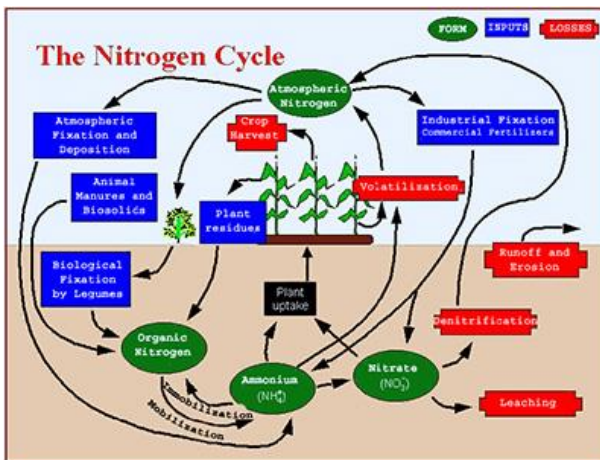 FORM
INPUTS
LOSSES
The Nitrogen Cycle
Atmospheric
Nitrogen
Atmospheric
Fixation and
Deposition
Crop
Harvest
Industrial Fixation
Commercial Fertilizers
Animal
Manures and
Biosolids
Volatilization
Plant
residues
Runoff and
Erosion
Biological
Fixation
by Legumes
Plant
uptake
Denitrification
Organic
Nitrogen
Ammonium
(NH₄⁺)
Nitrate
(NO₃⁻)
Leaching
Immobilization
Mobilization